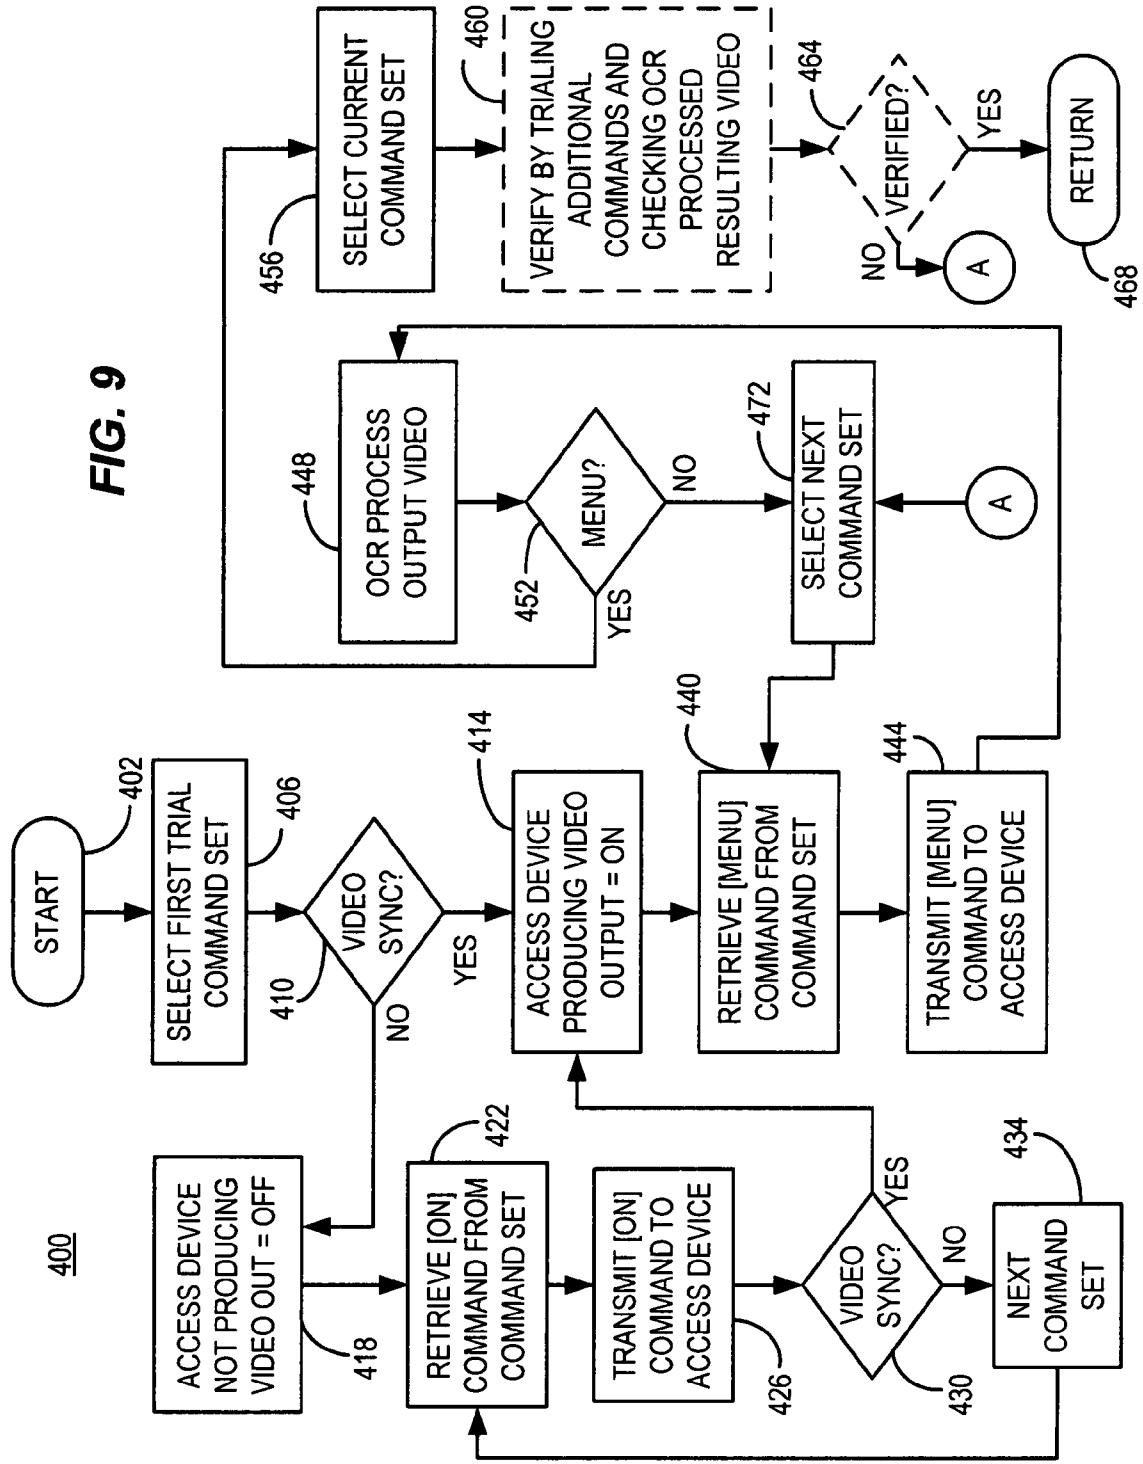 FIG. 9
400
START
402
SELECT FIRST TRIAL
COMMAND SET
406
VIDEO
SYNC?
410
NO
YES
ACCESS DEVICE
NOT PRODUCING
VIDEO OUT = OFF
418
RETRIEVE [ON]
COMMAND FROM
COMMAND SET
422
TRANSMIT [ON]
COMMAND TO
ACCESS DEVICE
426
VIDEO
SYNC?
430
YES
NO
NEXT
COMMAND
SET
434
ACCESS DEVICE
PRODUCING VIDEO
OUTPUT = ON
414
RETRIEVE [MENU]
COMMAND FROM
COMMAND SET
440
TRANSMIT [MENU]
COMMAND TO
ACCESS DEVICE
444
OCR PROCESS
OUTPUT VIDEO
448
MENU?
452
YES
NO
SELECT NEXT
COMMAND SET
472
A
SELECT CURRENT
COMMAND SET
456
VERIFY BY TRIALING
ADDITIONAL
COMMANDS AND
CHECKING OCR
PROCESSED
RESULTING VIDEO
460
VERIFIED?
464
NO
A
YES
RETURN
468